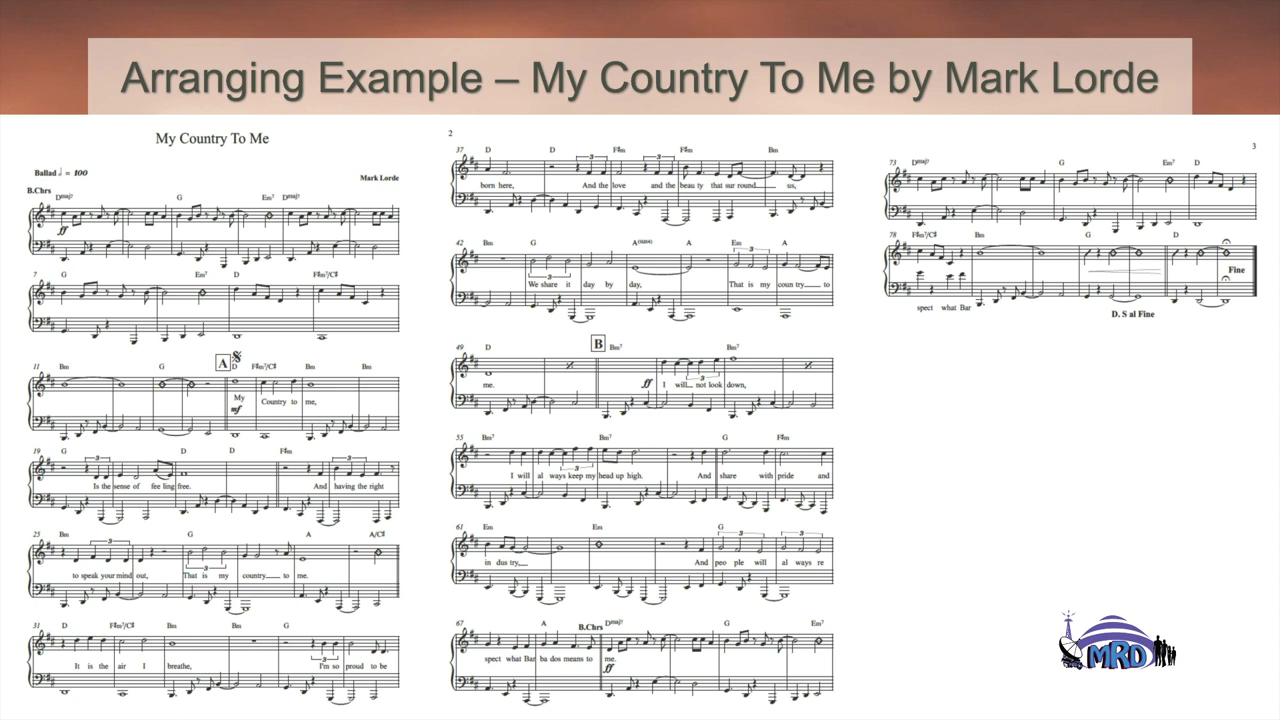 Arranging Example – My Country To Me by Mark Lorde
My Country To Me
Ballad ♩ = 100
Mark Lorde
B.Chrs
Dmaj7 G Em7 Dmaj7
ff
7
G Em7 D F#m7/C#
11
Bm G A D F#m7/C# Bm Bm
My Country to me,
mf
19
G D D F#m
Is the sense of fee ling free. And having the right
25
Bm G A A/C#
to speak your mind out, That is my country to me.
31
D F#m7/C# Bm Bm G
It is the air I breathe, I'm so proud to be
2
37
D D F#m F#m Bm
born here, And the love and the beau ty that sur round us,
42
Bm G A(sus4) A Em A
We share it day by day, That is my coun try to
49
D B Bm7 Bm7
me. ff I will not look down,
55
Bm7 Bm7 G F#m
I will al ways keep my head up high. And share with pride and
61
Em Em G
in dus try, And peo ple will al ways re
67
A B.Chrs Dmaj7 G Em7
spect what Bar ba dos means to me.
ff
3
73
Dmaj7 G Em7 D
78
F#m7/C# Bm G D
Fine
spect what Bar
D. S al Fine
MRD